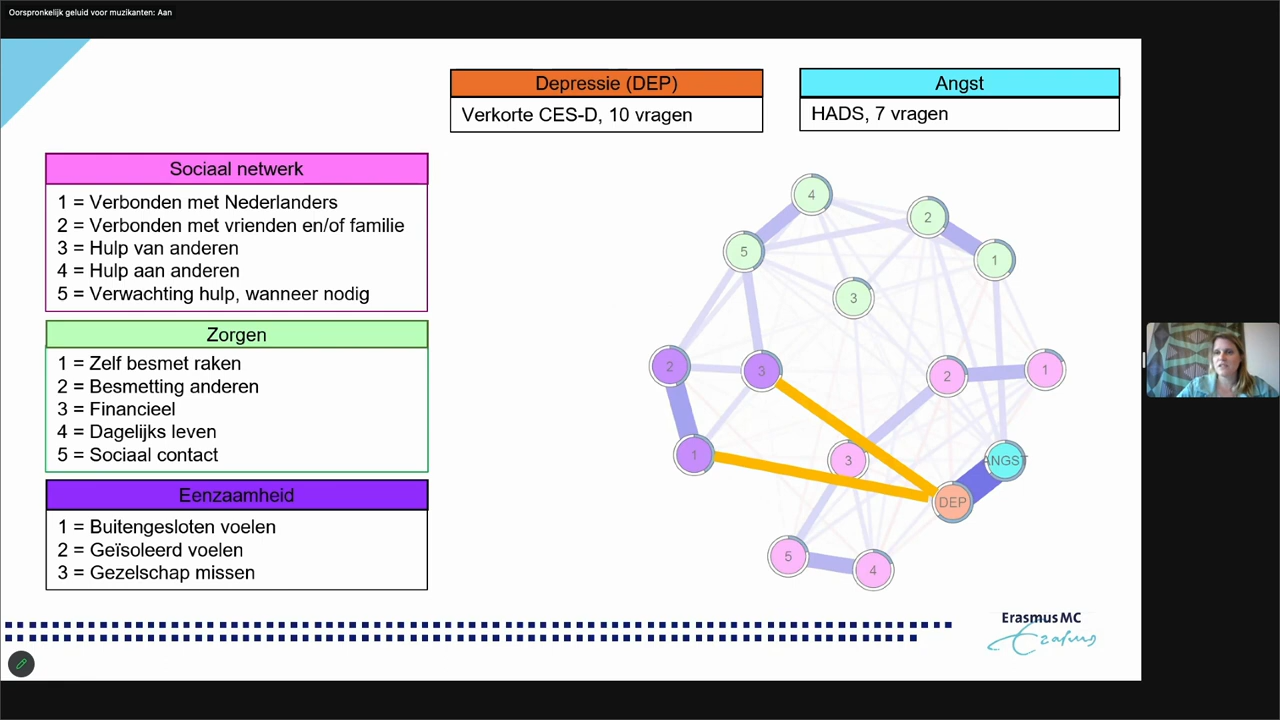 Oorspronkelijk geluid voor muzikanten: Aan
Depressie (DEP)
Verkorte CES-D, 10 vragen
Angst
HADS, 7 vragen
Sociaal netwerk
1 = Verbonden met Nederlanders
2 = Verbonden met vrienden en/of familie
3 = Hulp van anderen
4 = Hulp aan anderen
5 = Verwachting hulp, wanneer nodig
Zorgen
1 = Zelf besmet raken
2 = Besmetting anderen
3 = Financieel
4 = Dagelijks leven
5 = Sociaal contact
Eenzaamheid
1 = Buitengesloten voelen
2 = Geïsoleerd voelen
3 = Gezelschap missen
4
2
5
1
3
2
3
2
1
1
3
ANGST
DEP
5
4
Erasmus MC
Erasmus